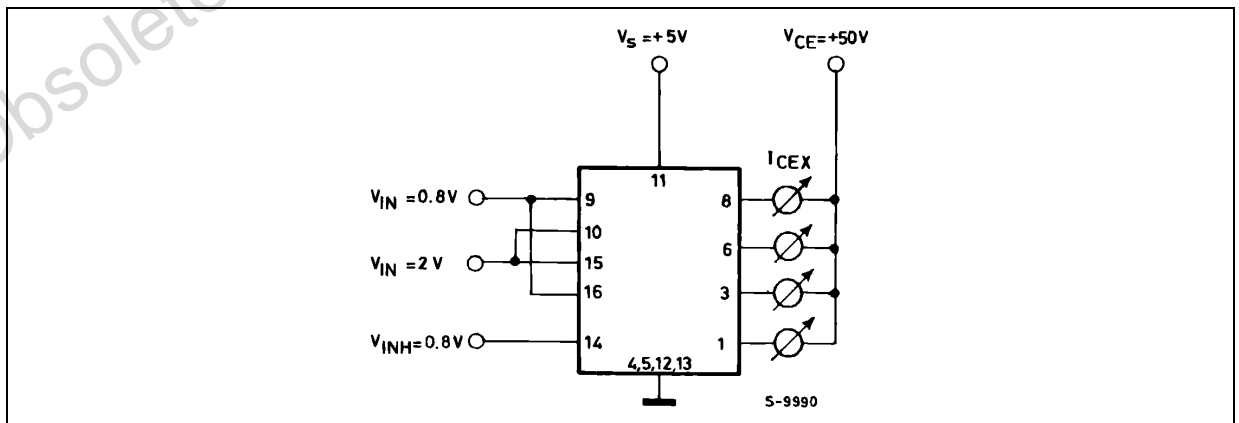 Obsolete
V_S =+5V
V_CE=+50V
I_CEX
11
V_IN =0.8V
9
8
10
6
V_IN =2 V
15
16
3
V_INH=0.8V
14
1
4,5,12,13
S-9990